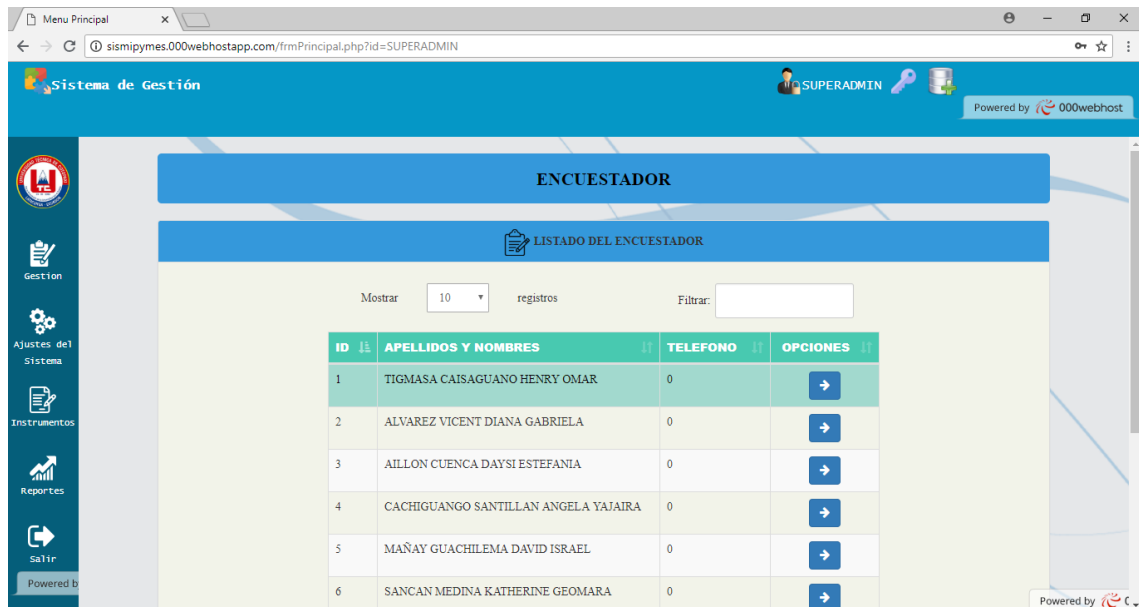 Menu Principal
sismipymes.000webhostapp.com/frmPrincipal.php?id=SUPERADMIN
Sistema de Gestión
SUPERADMIN
Powered by 000webhost
ENCUESTADOR
LISTADO DEL ENCUESTADOR
Mostrar 10 registros Filtrar:
ID APELLIDOS Y NOMBRES TELEFONO OPCIONES
1 TIGMASA CAISAGUANO HENRY OMAR 0
2 ALVAREZ VICENT DIANA GABRIELA 0
3 AILLON CUENCA DAYSI ESTEFANIA 0
4 CACHIGUANGO SANTILLAN ANGELA YAJAIRA 0
5 MAÑAY GUACHILEMA DAVID ISRAEL 0
6 SANCAN MEDINA KATHERINE GEOMARA 0
Gestion
Ajustes del
Sistema
Instrumentos
Reportes
Salir
Powered b
Powered by